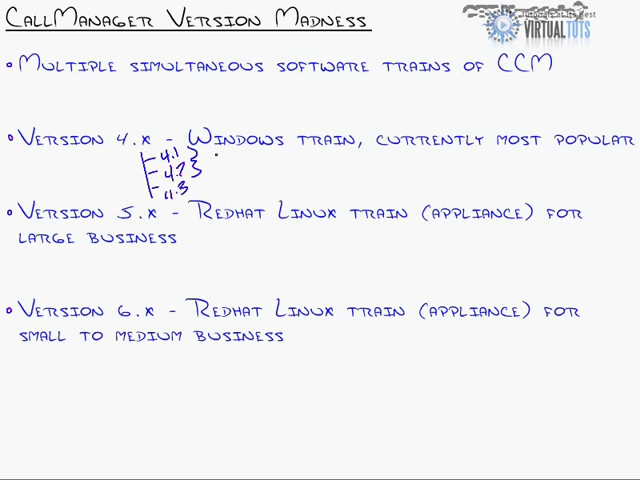 CallManager Version Madness
VIRTUALTUTS
• Multiple simultaneous software trains of CCM
• Version 4.x - Windows train, currently most popular
4.1
4.2
4.3
• Version 5.x - Redhat Linux train (appliance) for
large business
• Version 6.x - Redhat Linux train (appliance) for
small to medium business